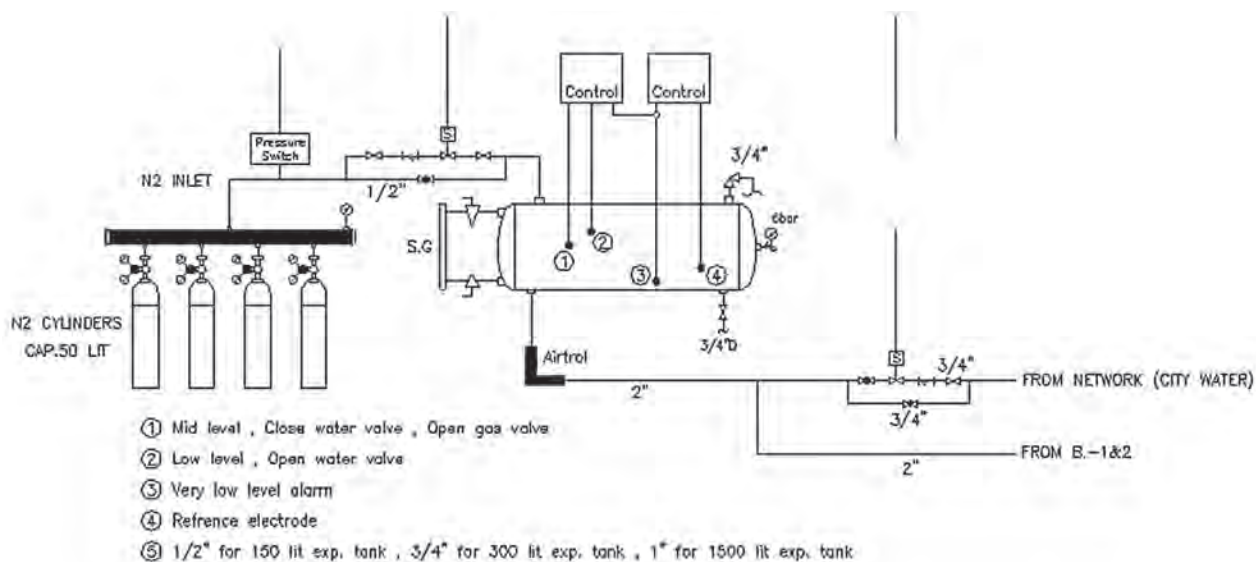 Control
Control
S
Pressure
Switch
3/4"
N2 INLET
1/2"
6bar
S.G
1
2
3
4
N2 CYLINDERS
CAP.50 LIT
3/4"D
S
Airtrol
3/4"
FROM NETWORK (CITY WATER)
2"
3/4"
FROM B.-1&2
2"
① Mid level , Close water valve , Open gas valve
② Low level , Open water valve
③ Very low level alarm
④ Refrence electrode
Ⓢ 1/2" for 150 lit exp. tank , 3/4" for 300 lit exp. tank , 1" for 1500 lit exp. tank